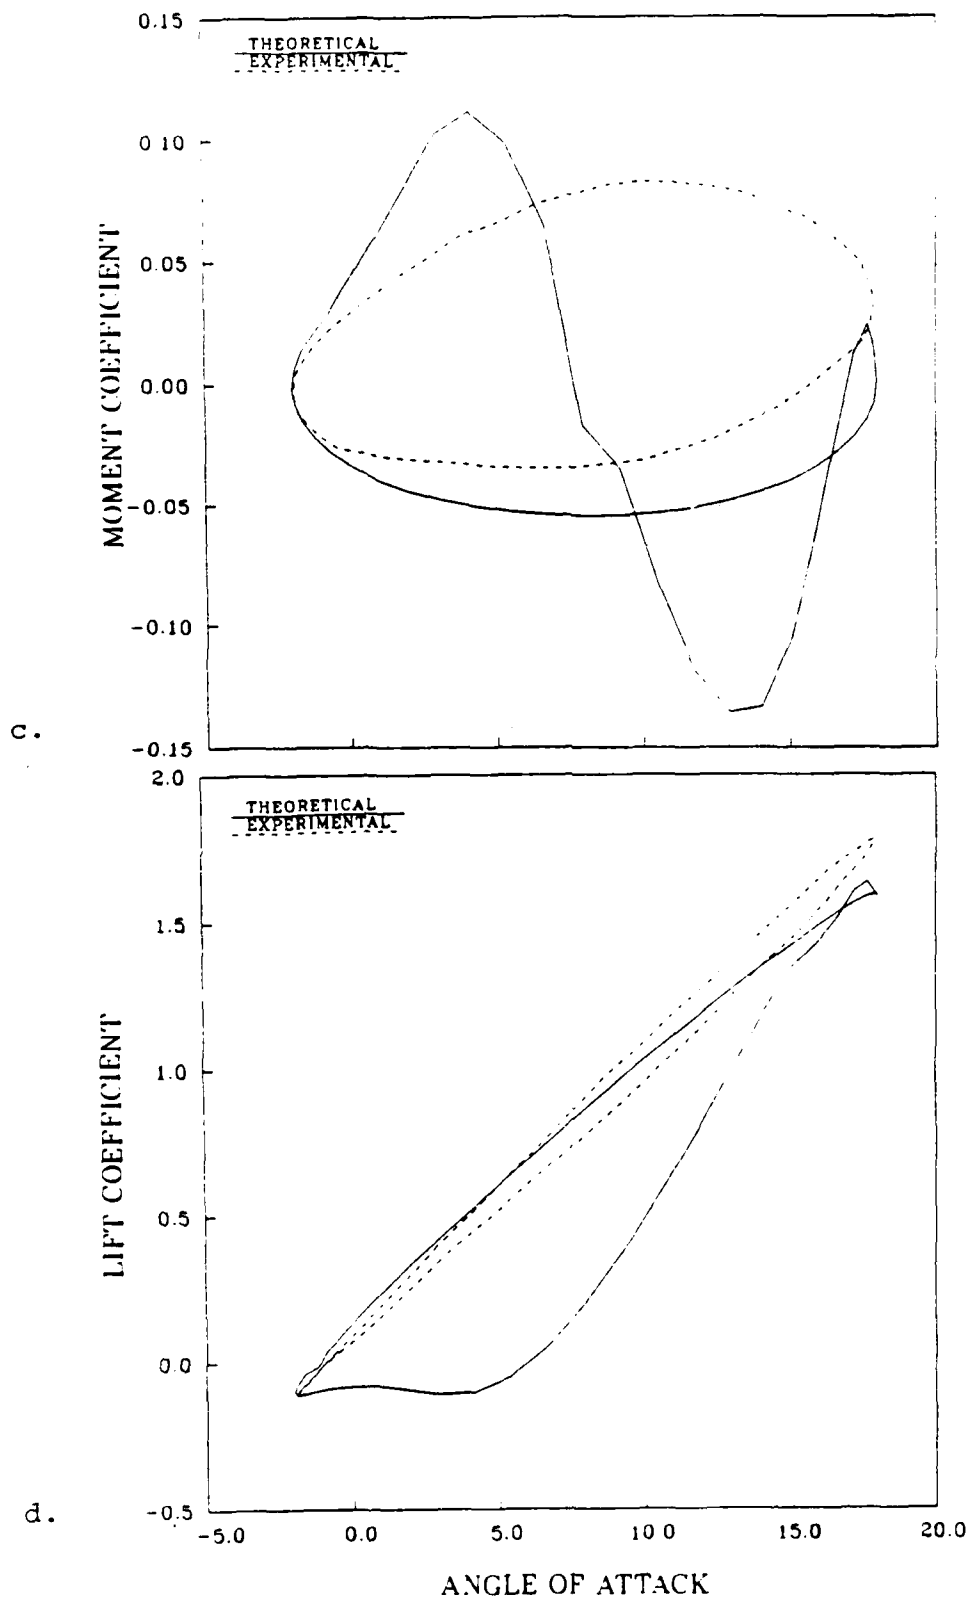 0.15
THEORETICAL
EXPERIMENTAL
0.10
0.05
0.00
-0.05
-0.10
-0.15
MOMENT COEFFICIENT
c.
2.0
THEORETICAL
EXPERIMENTAL
1.5
1.0
0.5
0.0
-0.5
LIFT COEFFICIENT
d.
-5.0 0.0 5.0 10.0 15.0 20.0
ANGLE OF ATTACK